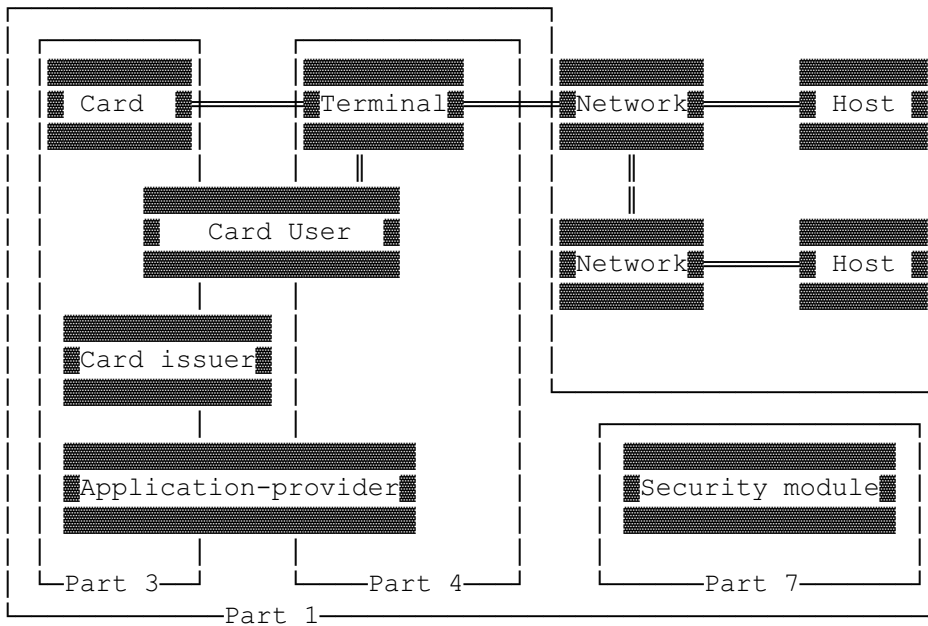 Card Terminal Network Host
Card User
Network Host
Card issuer
Application-provider Security module
Part 3 Part 4 Part 7
Part 1